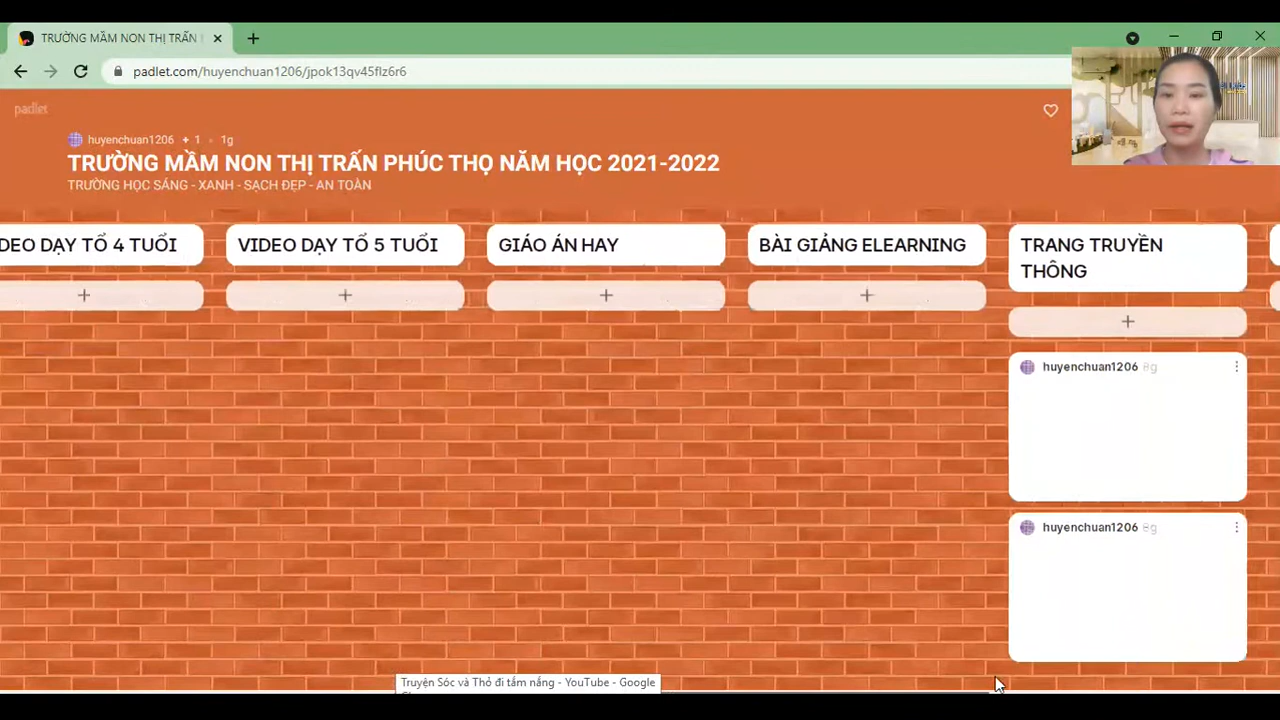 TRƯỜNG MẦM NON THỊ TRẤN
padlet.com/huyenchuan1206/jpok13qv45flz6r6
padlet
huyenchuan1206 + 1 • 1g
TRƯỜNG MẦM NON THỊ TRẤN PHÚC THỌ NĂM HỌC 2021-2022
TRƯỜNG HỌC SÁNG - XANH - SẠCH ĐẸP - AN TOÀN
DEO DẠY TỔ 4 TUỔI
VIDEO DẠY TỔ 5 TUỔI
GIÁO ÁN HAY
BÀI GIẢNG ELEARNING
TRANG TRUYỀN
THÔNG
huyenchuan1206 8g
huyenchuan1206 8g
Truyện Sóc và Thỏ đi tắm nắng - YouTube - Google